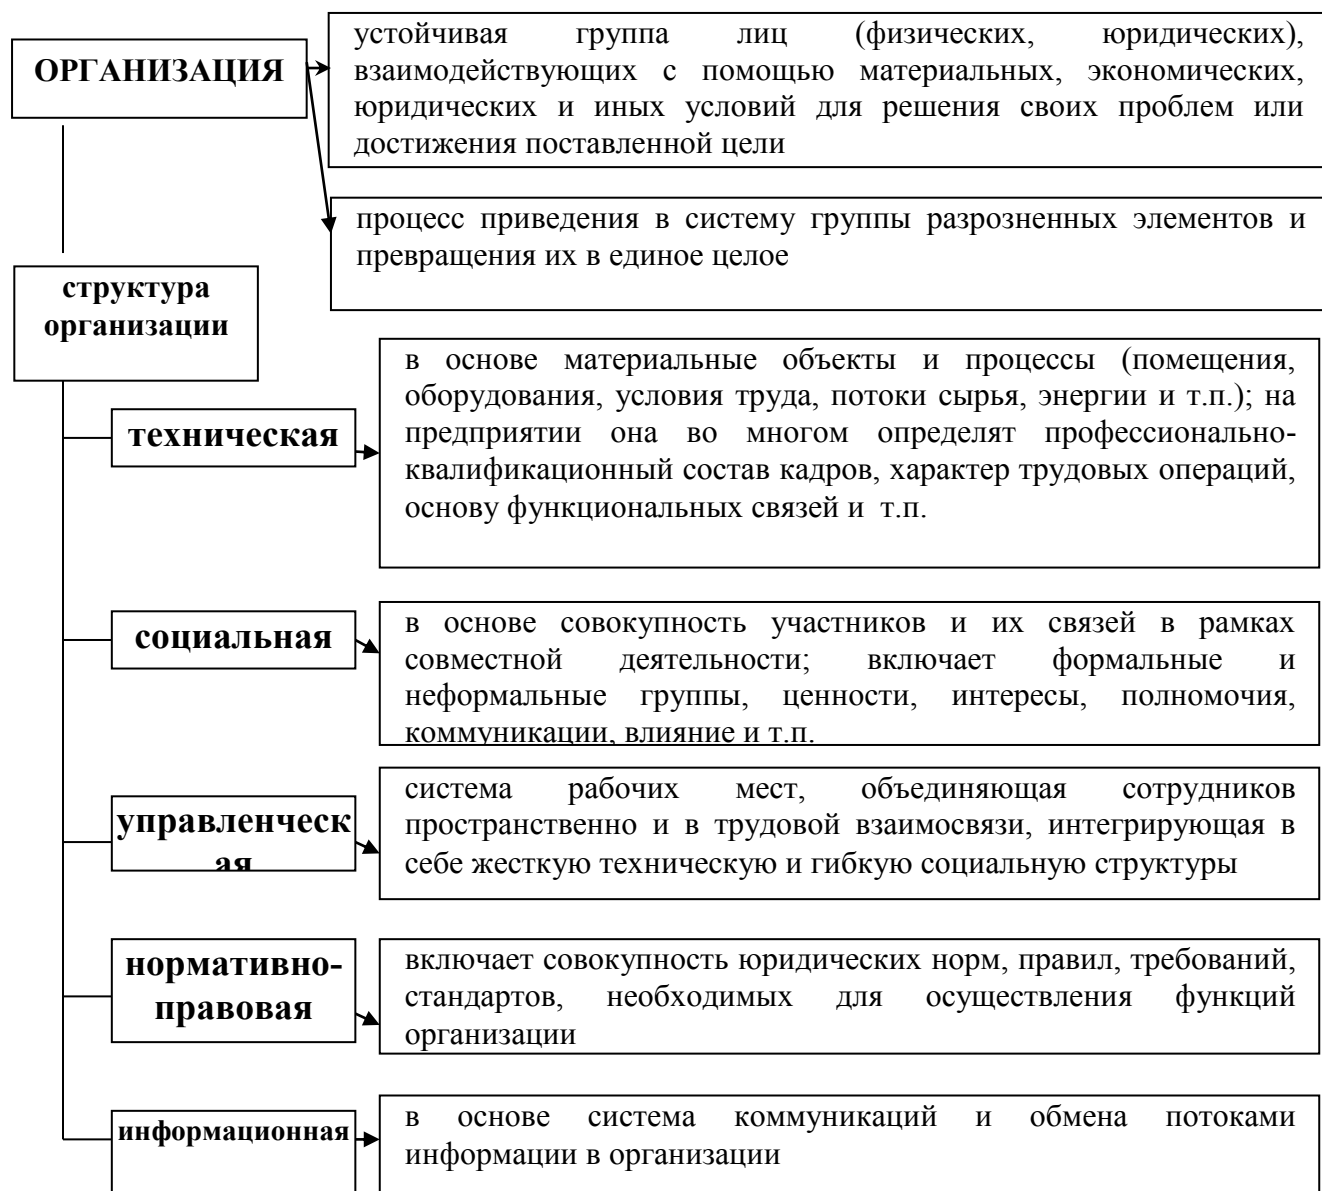 ОРГАНИЗАЦИЯ
устойчивая группа лиц (физических, юридических),
взаимодействующих с помощью материальных, экономических,
юридических и иных условий для решения своих проблем или
достижения поставленной цели
процесс приведения в систему группы разрозненных элементов и
превращения их в единое целое
структура
организации
техническая
в основе материальные объекты и процессы (помещения,
оборудования, условия труда, потоки сырья, энергии и т.п.); на
предприятии она во многом определят профессионально-
квалификационный состав кадров, характер трудовых операций,
основу функциональных связей и т.п.
социальная
в основе совокупность участников и их связей в рамках
совместной деятельности; включает формальные и
неформальные группы, ценности, интересы, полномочия,
коммуникации, влияние и т.п.
управленческ
ая
система рабочих мест, объединяющая сотрудников
пространственно и в трудовой взаимосвязи, интегрирующая в
себе жесткую техническую и гибкую социальную структуры
нормативно-
правовая
включает совокупность юридических норм, правил, требований,
стандартов, необходимых для осуществления функций
организации
информационная
в основе система коммуникаций и обмена потоками
информации в организации